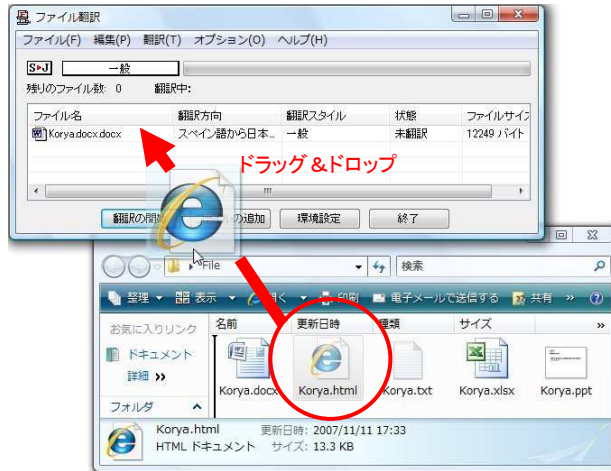 ファイル翻訳
ファイル(F) 編集(P) 翻訳(T) オプション(O) ヘルプ(H)
S▸J 一般
残りのファイル数: 0 翻訳中:
ファイル名 翻訳方向 翻訳スタイル 状態 ファイルサイズ
Korya.docx.docx スペイン語から日本... 一般 未翻訳 12249 バイト
ドラッグ&ドロップ
翻訳の開始 の追加 環境設定 終了
File 検索
整理 表示 開く 印刷 電子メールで送信する 共有 »
お気に入りリンク 名前 更新日時 種類 サイズ »
ドキュメント
詳細 »
フォルダ
Korya.docx Korya.html Korya.txt Korya.xlsx Korya.ppt
Korya.html 更新日時: 2007/11/11 17:33
HTML ドキュメント サイズ: 13.3 KB